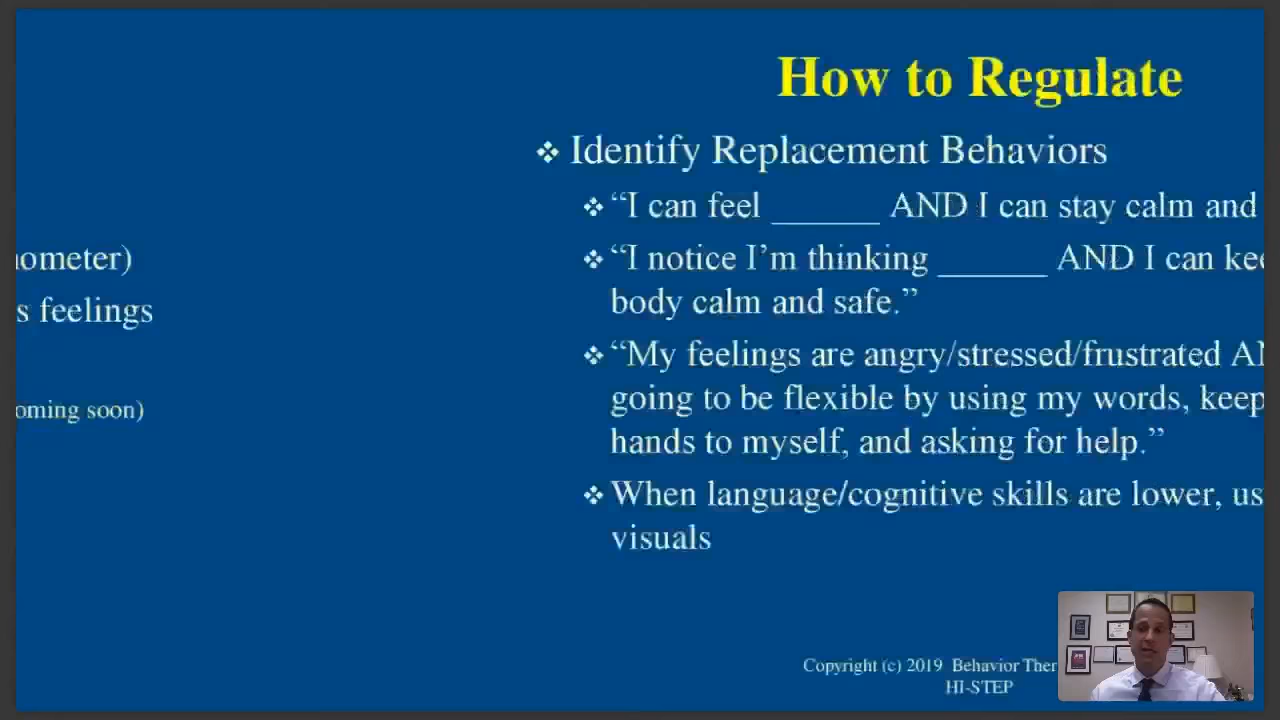 How to Regulate
Identify Replacement Behaviors
“I can feel ______ AND I can stay calm and
ometer)
“I notice I’m thinking ______ AND I can
s feelings
body calm and safe.”
“My feelings are angry/stressed/frustrated
going to be flexible by using my words, keep
oming soon)
hands to myself, and asking for help.”
When language/cognitive skills are lower,
visuals
Copyright (c) 2019 Behavior
HI-STEP